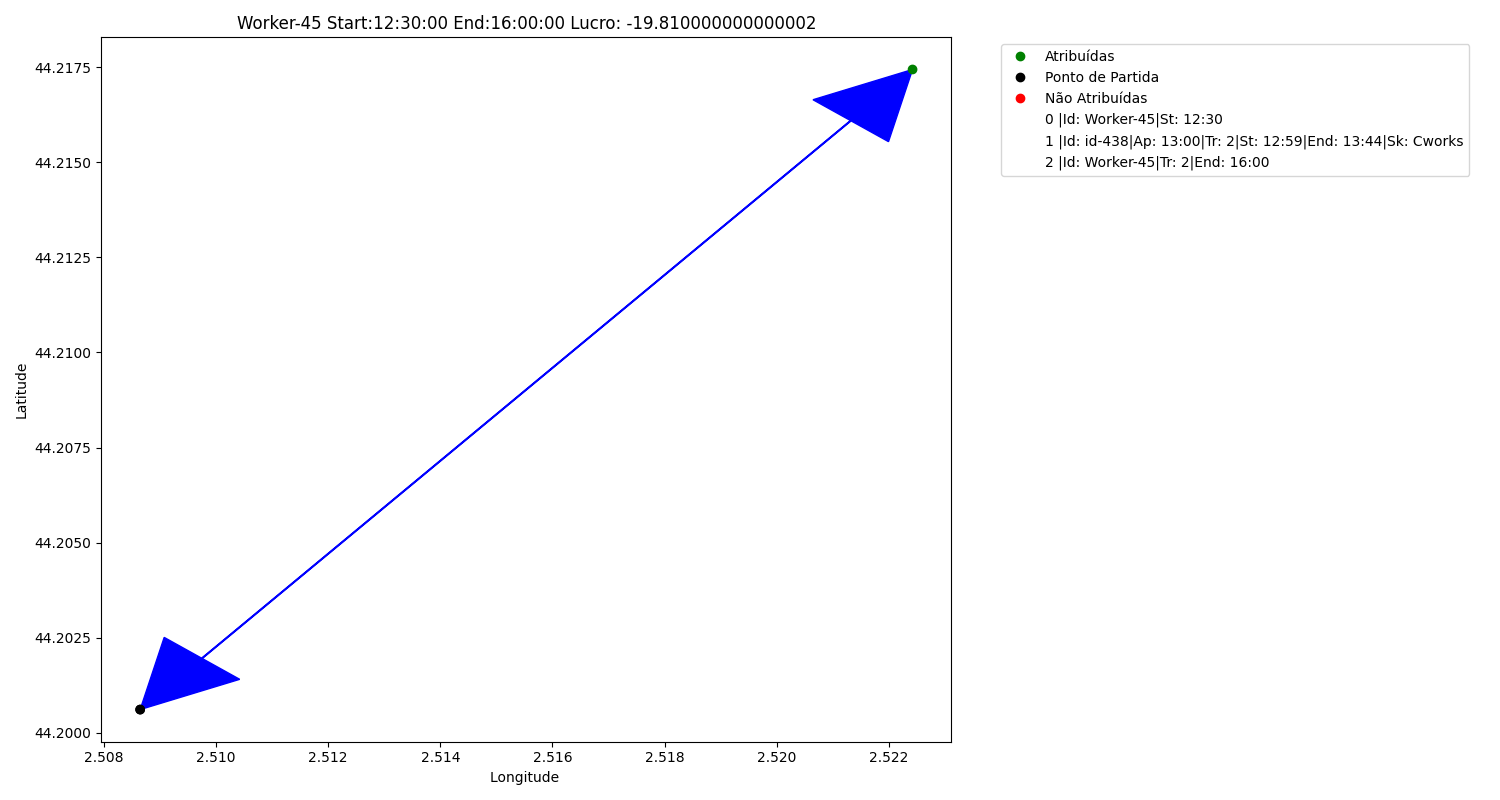 Worker-45 Start:12:30:00 End:16:00:00 Lucro: -19.810000000000002
44.2175
44.2150
44.2125
44.2100
44.2075
44.2050
44.2025
44.2000
Latitude
2.508 2.510 2.512 2.514 2.516 2.518 2.520 2.522
Longitude
Atribuídas
Ponto de Partida
Não Atribuídas
0 |Id: Worker-45|St: 12:30
1 |Id: id-438|Ap: 13:00|Tr: 2|St: 12:59|End: 13:44|Sk: Cworks
2 |Id: Worker-45|Tr: 2|End: 16:00